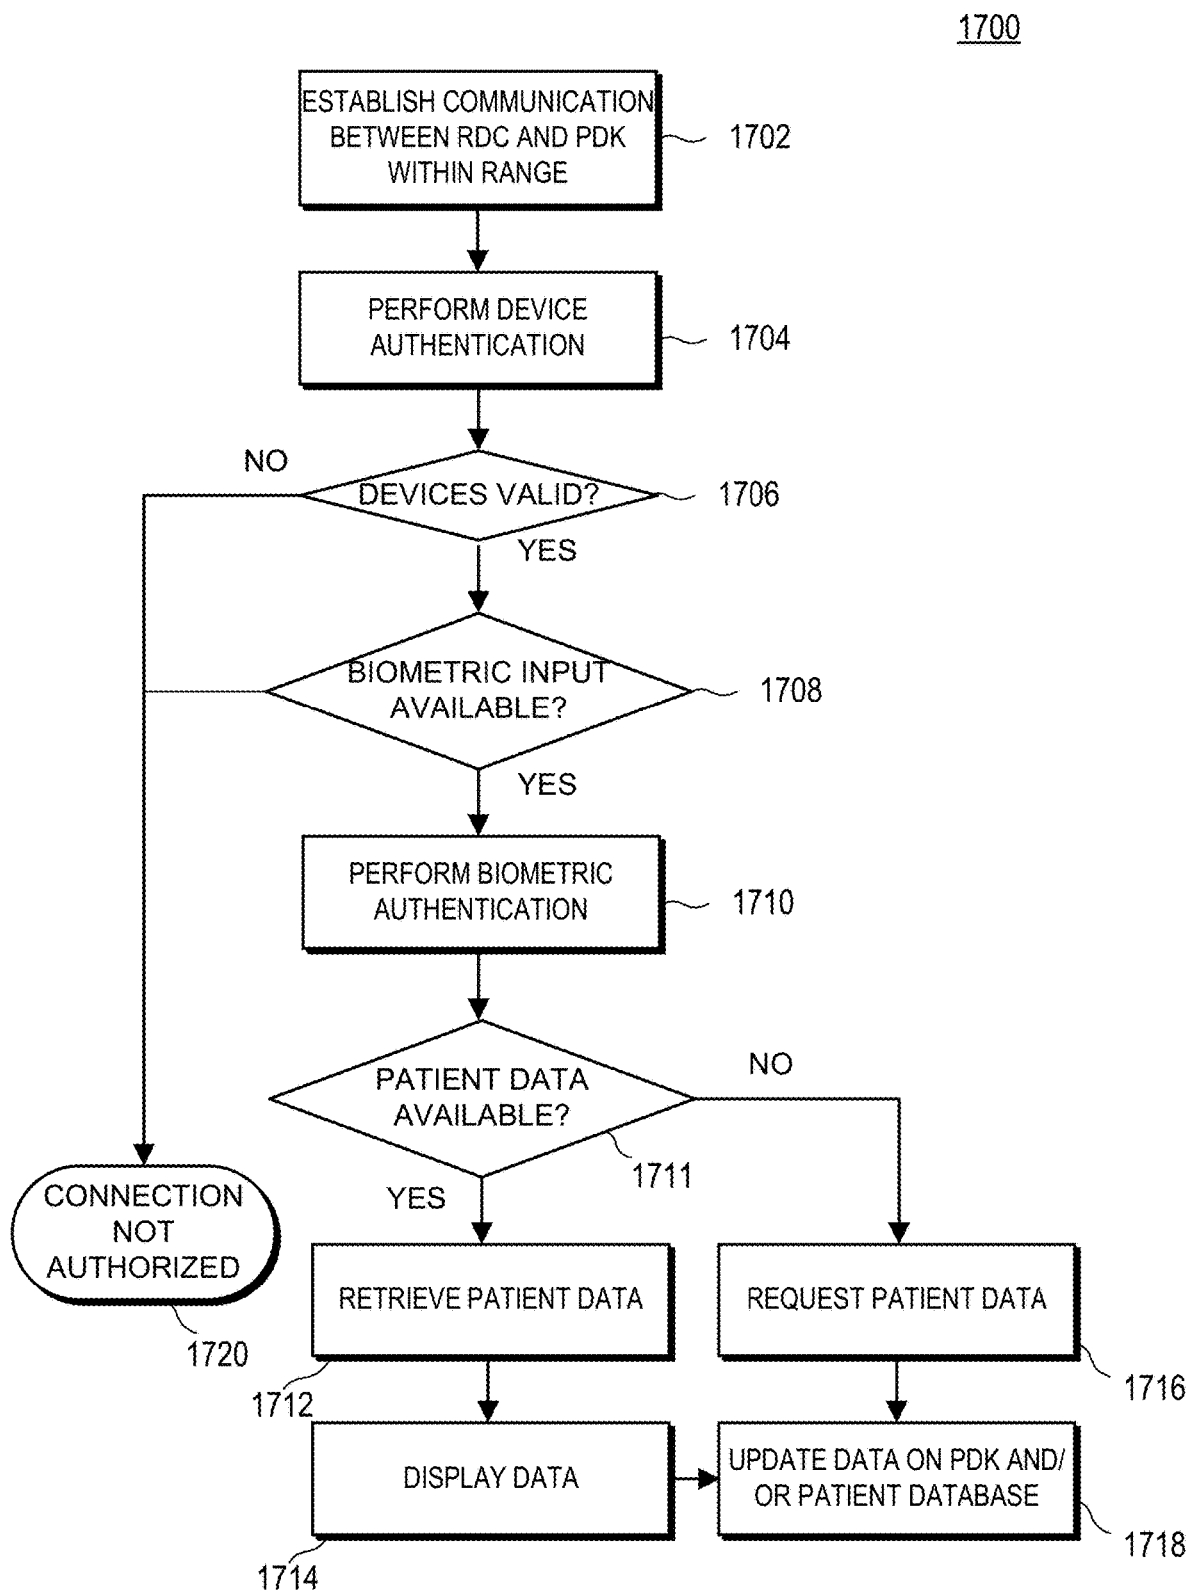 1700
ESTABLISH COMMUNICATION
BETWEEN RDC AND PDK
WITHIN RANGE
1702
PERFORM DEVICE
AUTHENTICATION
1704
NO
DEVICES VALID?
1706
YES
BIOMETRIC INPUT
AVAILABLE?
1708
YES
PERFORM BIOMETRIC
AUTHENTICATION
1710
PATIENT DATA
AVAILABLE?
NO
1711
YES
CONNECTION
NOT
AUTHORIZED
1720
RETRIEVE PATIENT DATA
1712
REQUEST PATIENT DATA
1716
DISPLAY DATA
1714
UPDATE DATA ON PDK AND/
OR PATIENT DATABASE
1718